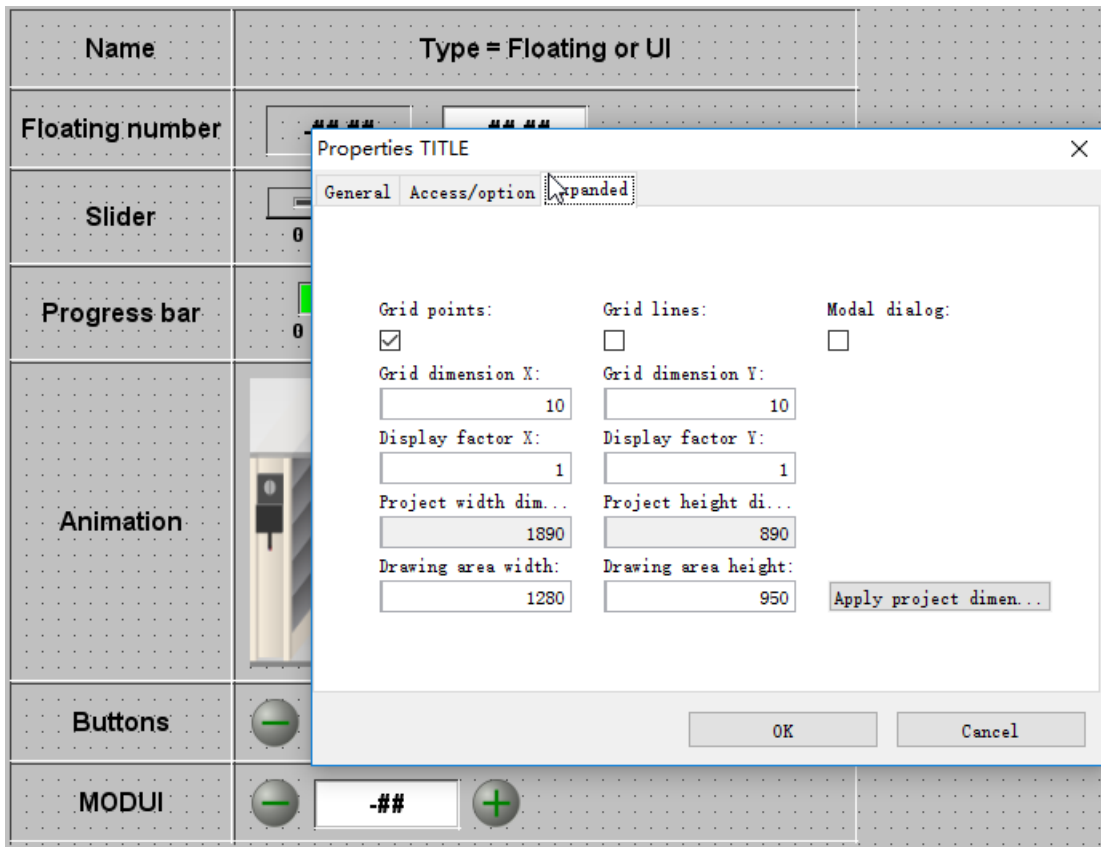 Name Type = Floating or UI
Floating number -##.## ##.##
Properties TITLE
General Access/option Expanded
Slider
0
Progress bar
0
Grid points: Grid lines: Modal dialog:
Grid dimension X: Grid dimension Y:
10 10
Display factor X: Display factor Y:
1 1
Project width dim... Project height di...
1890 890
Drawing area width: Drawing area height:
1280 950 Apply project dimen...
Animation
Buttons
OK Cancel
MODUI -##